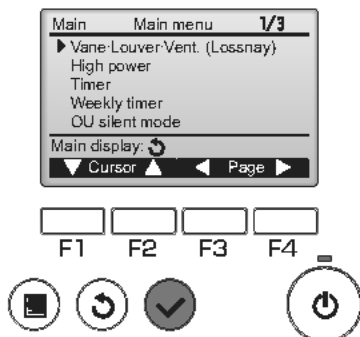 Main Main menu 1/3
Vane·Louver·Vent. (Lossnay)
High power
Timer
Weekly timer
OU silent mode
Main display:
Cursor Page
F1 F2 F3 F4